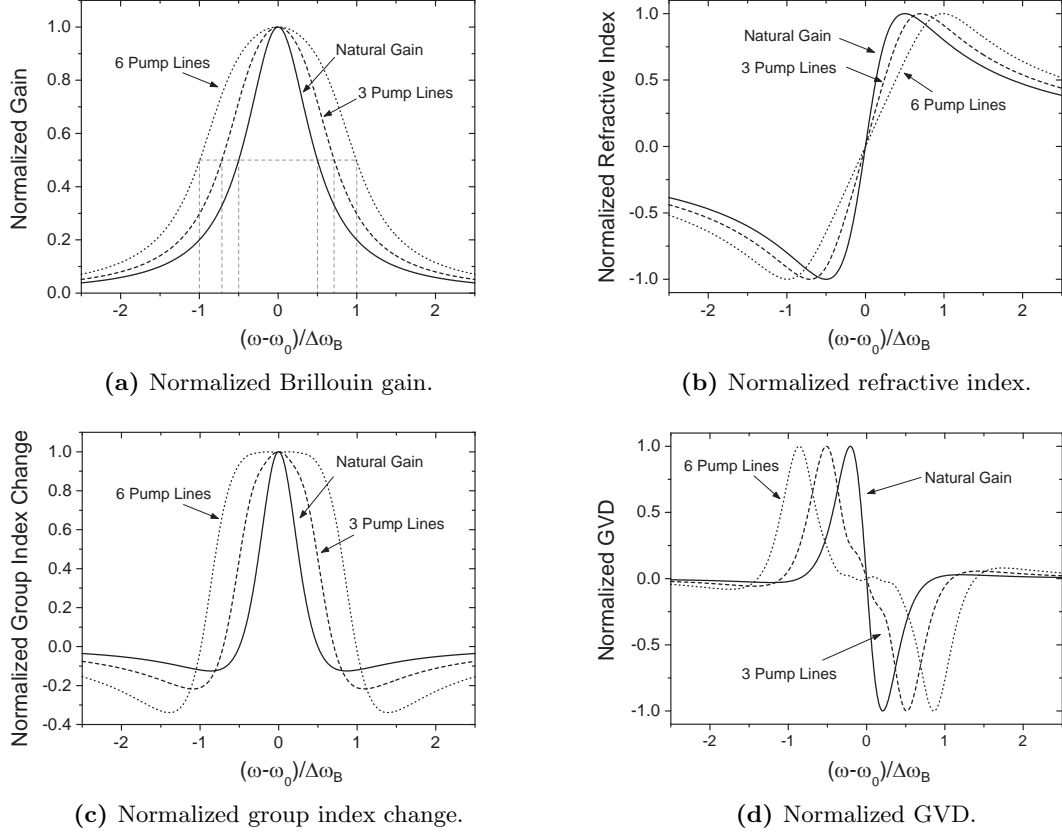 Normalized Gain
1.0
0.8
0.6
0.4
0.2
0.0
6 Pump Lines
Natural Gain
3 Pump Lines
-2 -1 0 1 2
(ω-ω0)/ΔωB
(a) Normalized Brillouin gain.
Normalized Refractive Index
1.0
0.5
0.0
-0.5
-1.0
Natural Gain
3 Pump Lines
6 Pump Lines
-2 -1 0 1 2
(ω-ω0)/ΔωB
(b) Normalized refractive index.
Normalized Group Index Change
1.0
0.8
0.6
0.4
0.2
0.0
-0.2
-0.4
Natural Gain
6 Pump Lines
3 Pump Lines
-2 -1 0 1 2
(ω-ω0)/ΔωB
(c) Normalized group index change.
Normalized GVD
1.0
0.5
0.0
-0.5
-1.0
6 Pump Lines
Natural Gain
3 Pump Lines
-2 -1 0 1 2
(ω-ω0)/ΔωB
(d) Normalized GVD.